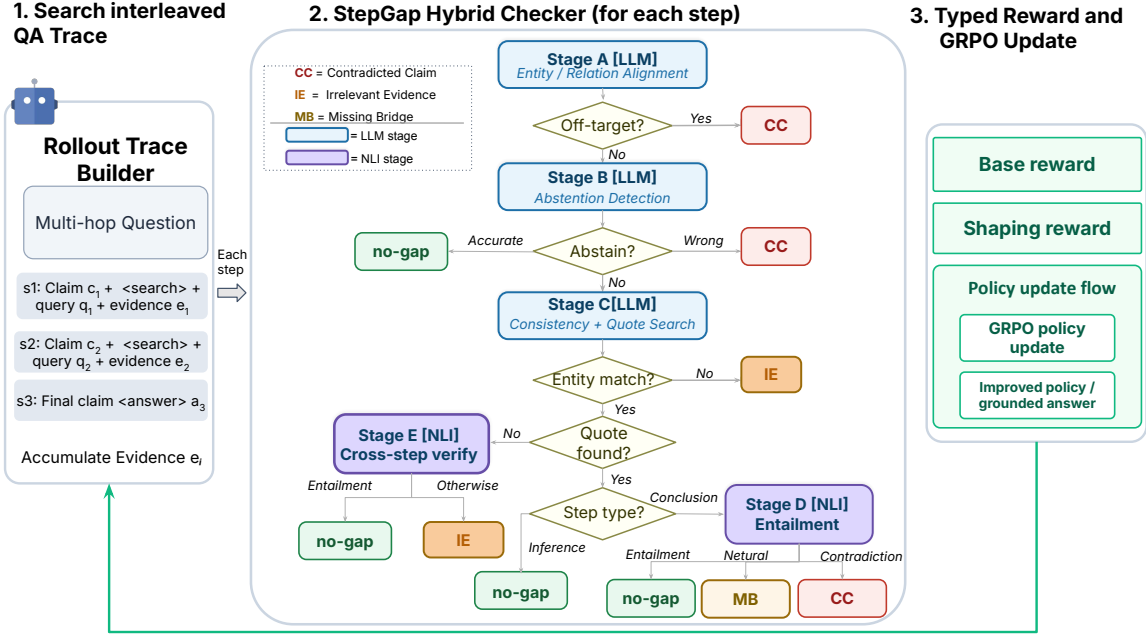 1. Search interleaved
QA Trace
Rollout Trace
Builder
Multi-hop Question
s1: Claim c1 + <search> +
query q1 + evidence e1
s2: Claim c2 + <search> +
query q2 + evidence e2
s3: Final claim <answer> a3
Accumulate Evidence ei
Each
step
2. StepGap Hybrid Checker (for each step)
CC = Contradicted Claim
IE = Irrelevant Evidence
MB = Missing Bridge
= LLM stage
= NLI stage
Stage A [LLM]
Entity / Relation Alignment
Off-target?
Yes
CC
No
Stage B [LLM]
Abstention Detection
Abstain?
Accurate
no-gap
Wrong
CC
No
Stage C[LLM]
Consistency + Quote Search
Entity match?
No
IE
Yes
Quote
found?
No
Stage E [NLI]
Cross-step verify
Entailment
Otherwise
no-gap
IE
Yes
Step type?
Inference
no-gap
Conclusion
Stage D [NLI]
Entailment
Entailment
Netural
Contradiction
no-gap
MB
CC
3. Typed Reward and
GRPO Update
Base reward
Shaping reward
Policy update flow
GRPO policy
update
Improved policy /
grounded answer